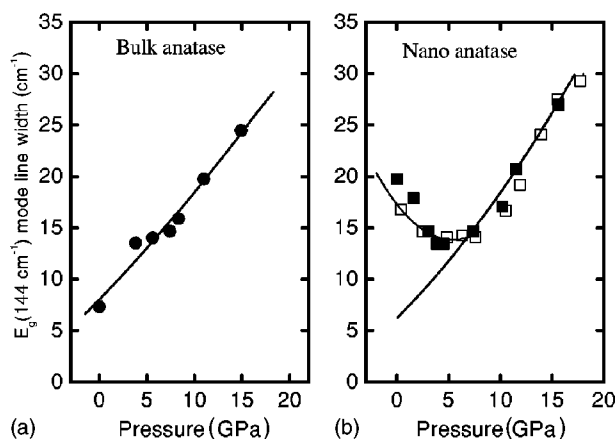 Bulk anatase
Nano anatase
E_g(144 cm⁻¹) mode line width (cm⁻¹)
35
30
25
20
15
10
5
0
0 5 10 15 20
Pressure(GPa)
(a)
35
30
25
20
15
10
5
0
0 5 10 15 20
Pressure(GPa)
(b)